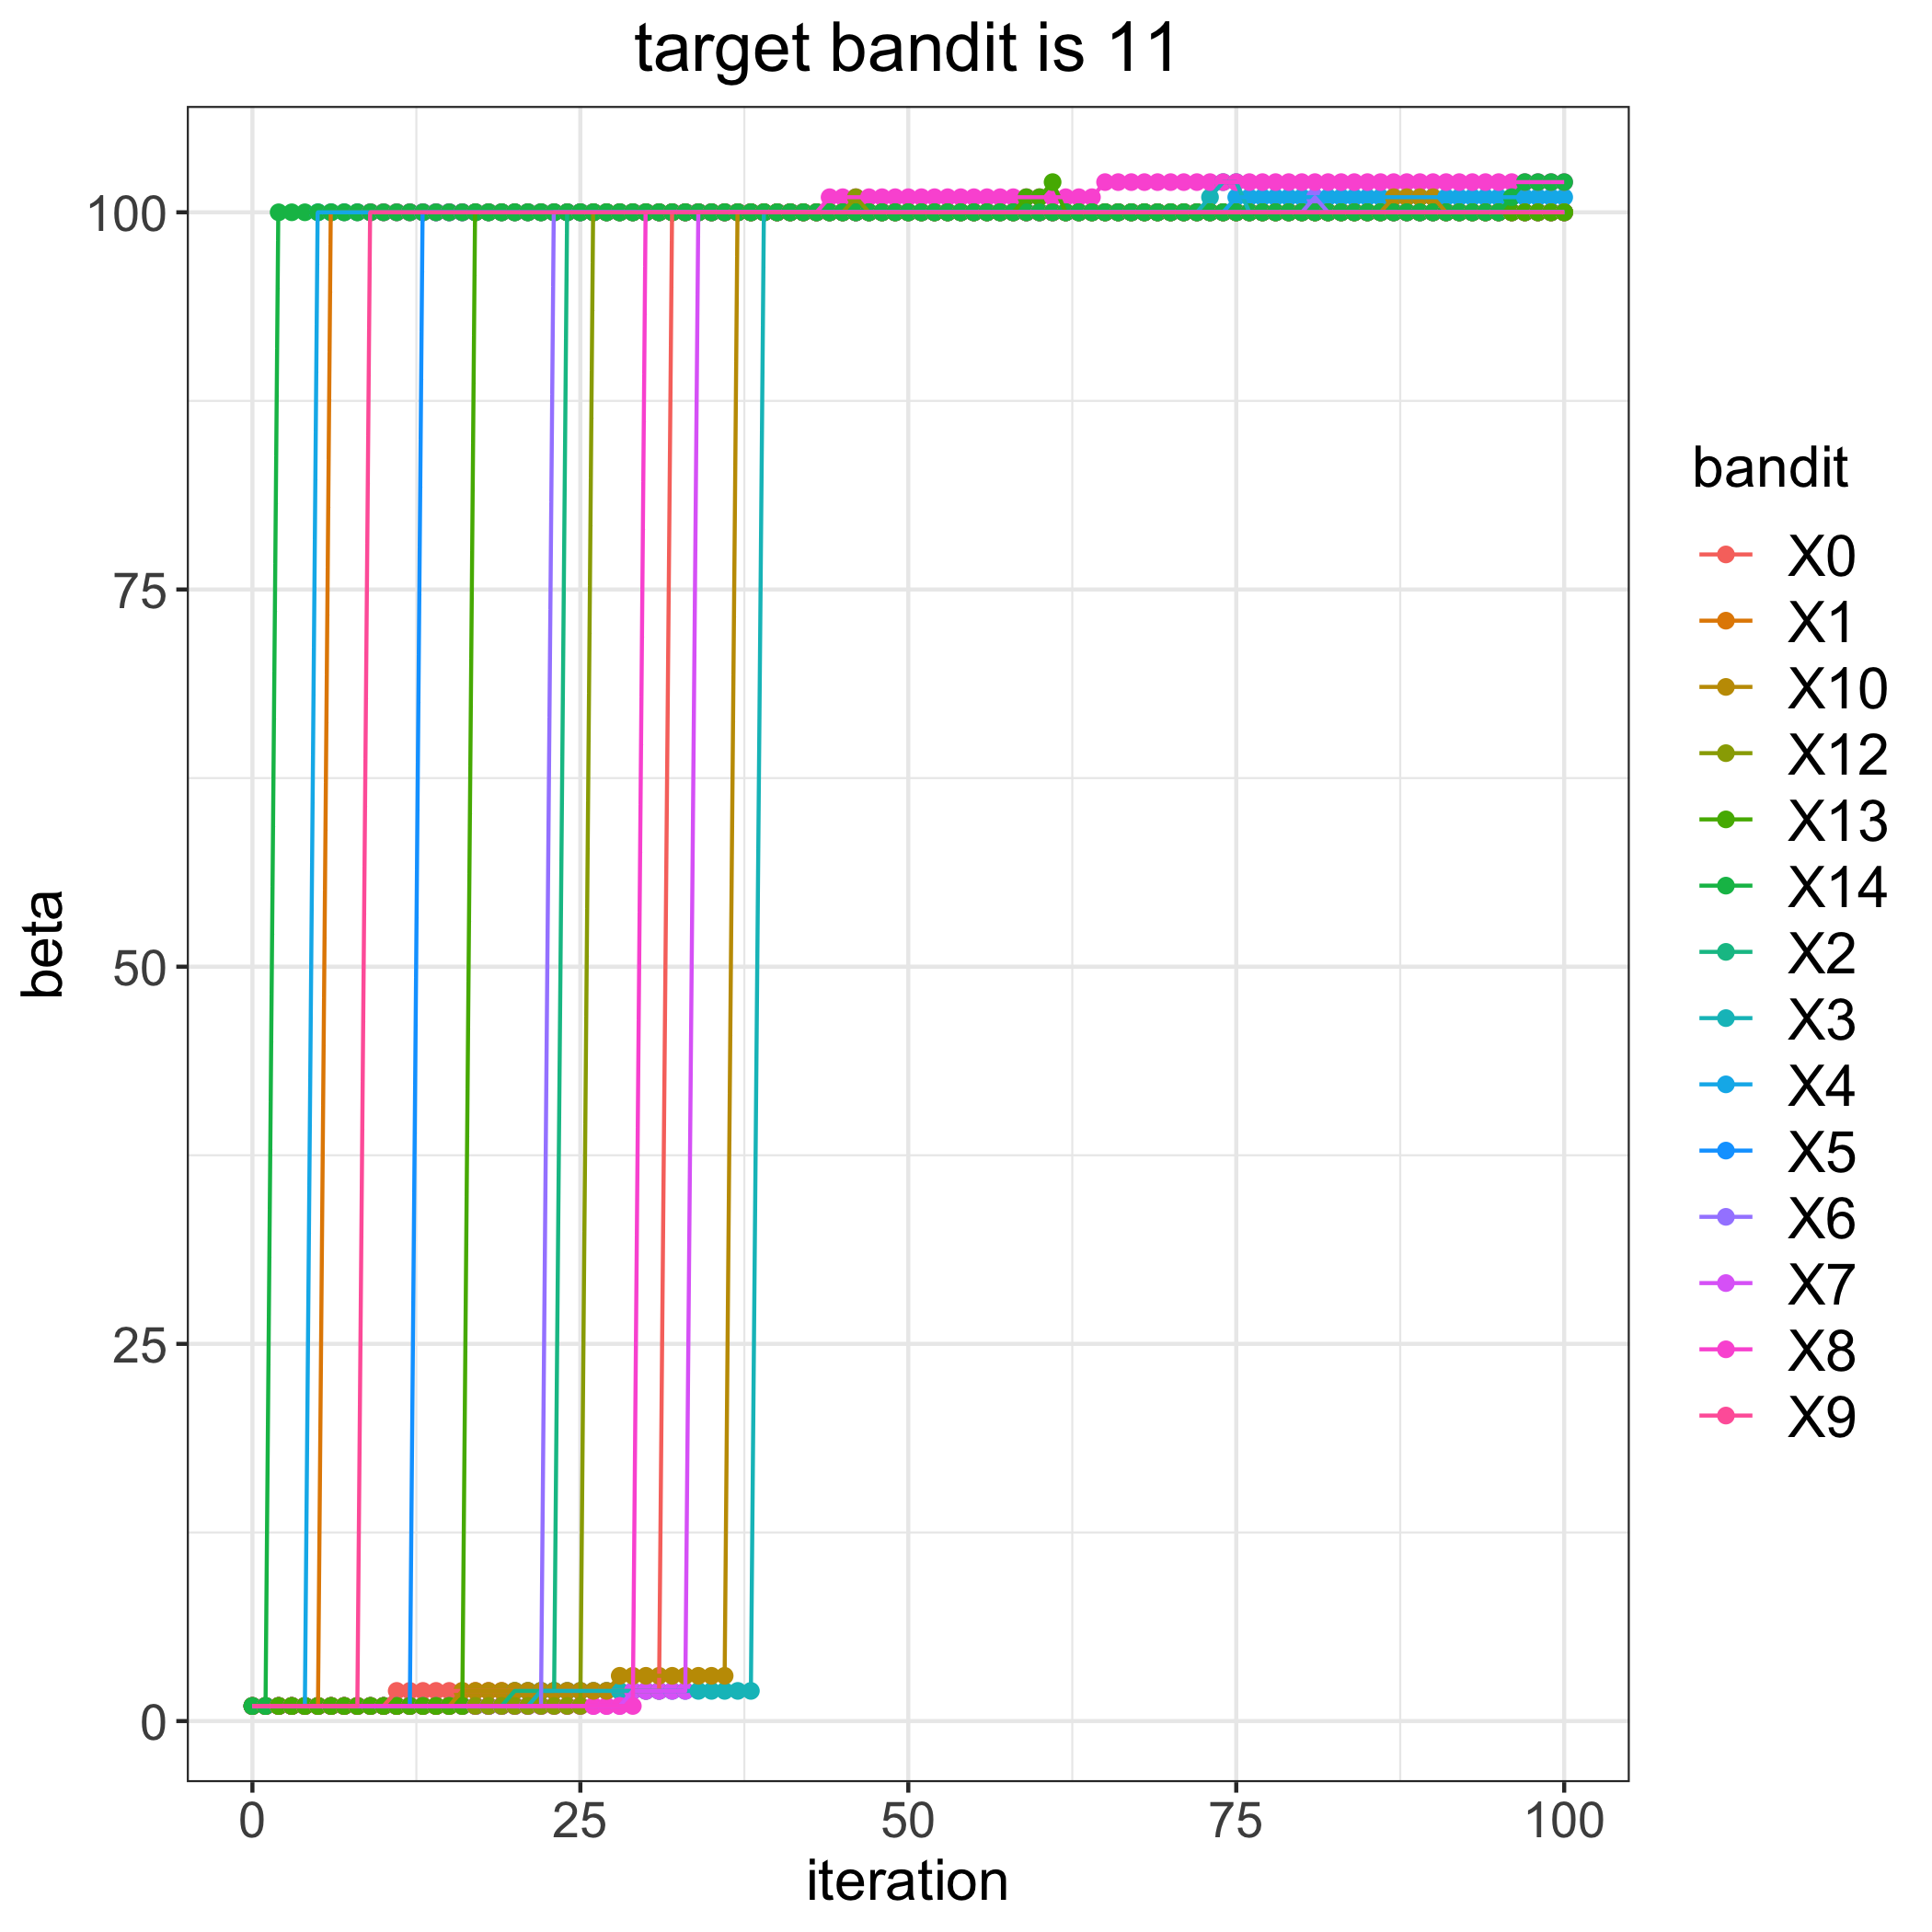 target bandit is 11
100
75
50
25
0
beta
0 25 50 75 100
iteration
bandit
X0
X1
X10
X12
X13
X14
X2
X3
X4
X5
X6
X7
X8
X9